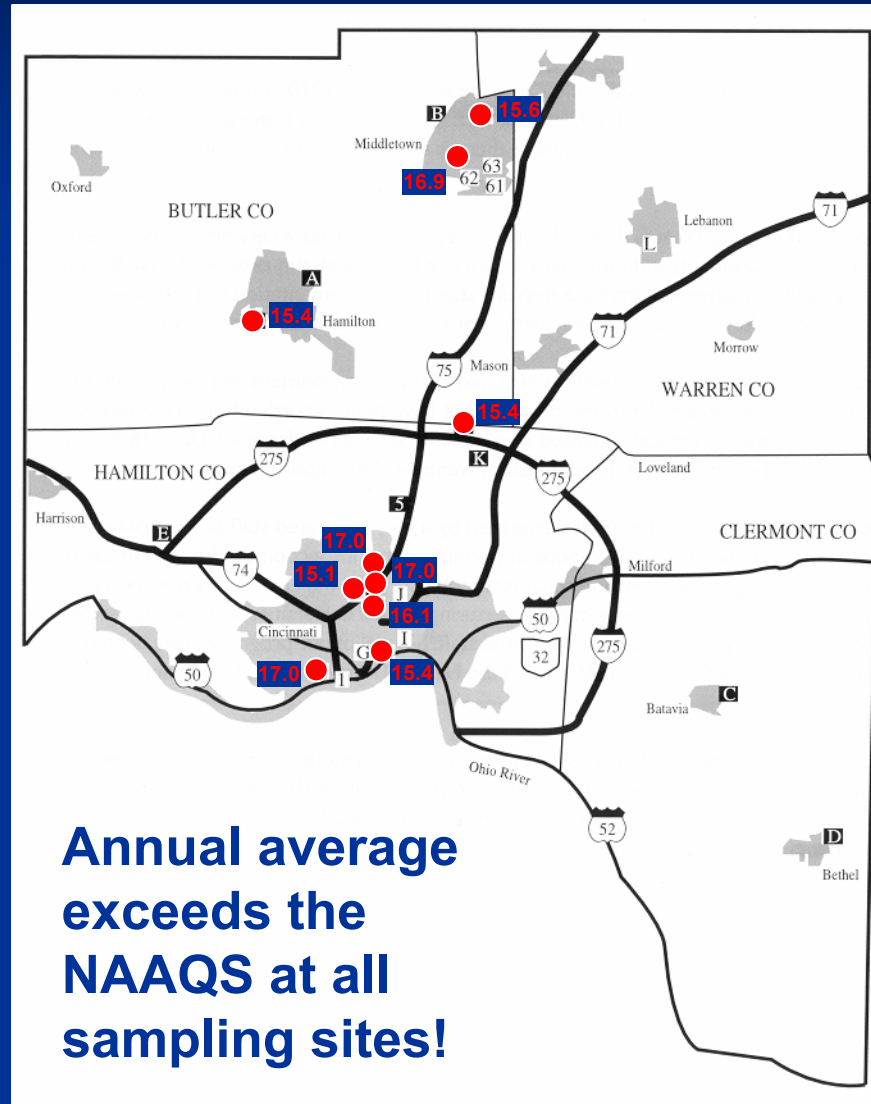 B
15.6
Middletown
63
16.9
62
61
Oxford
BUTLER CO
71
Lebanon
L
A
15.4
Hamilton
71
Morrow
75
Mason
WARREN CO
15.4
275
K
Loveland
HAMILTON CO
275
Harrison
5
E
CLERMONT CO
17.0
15.1
17.0
74
Milford
J
16.1
50
Cincinnati
I
G
32
275
17.0
15.4
50
I
Batavia
C
Ohio River
52
D
Bethel
Annual average
exceeds the
NAAQS at all
sampling sites!